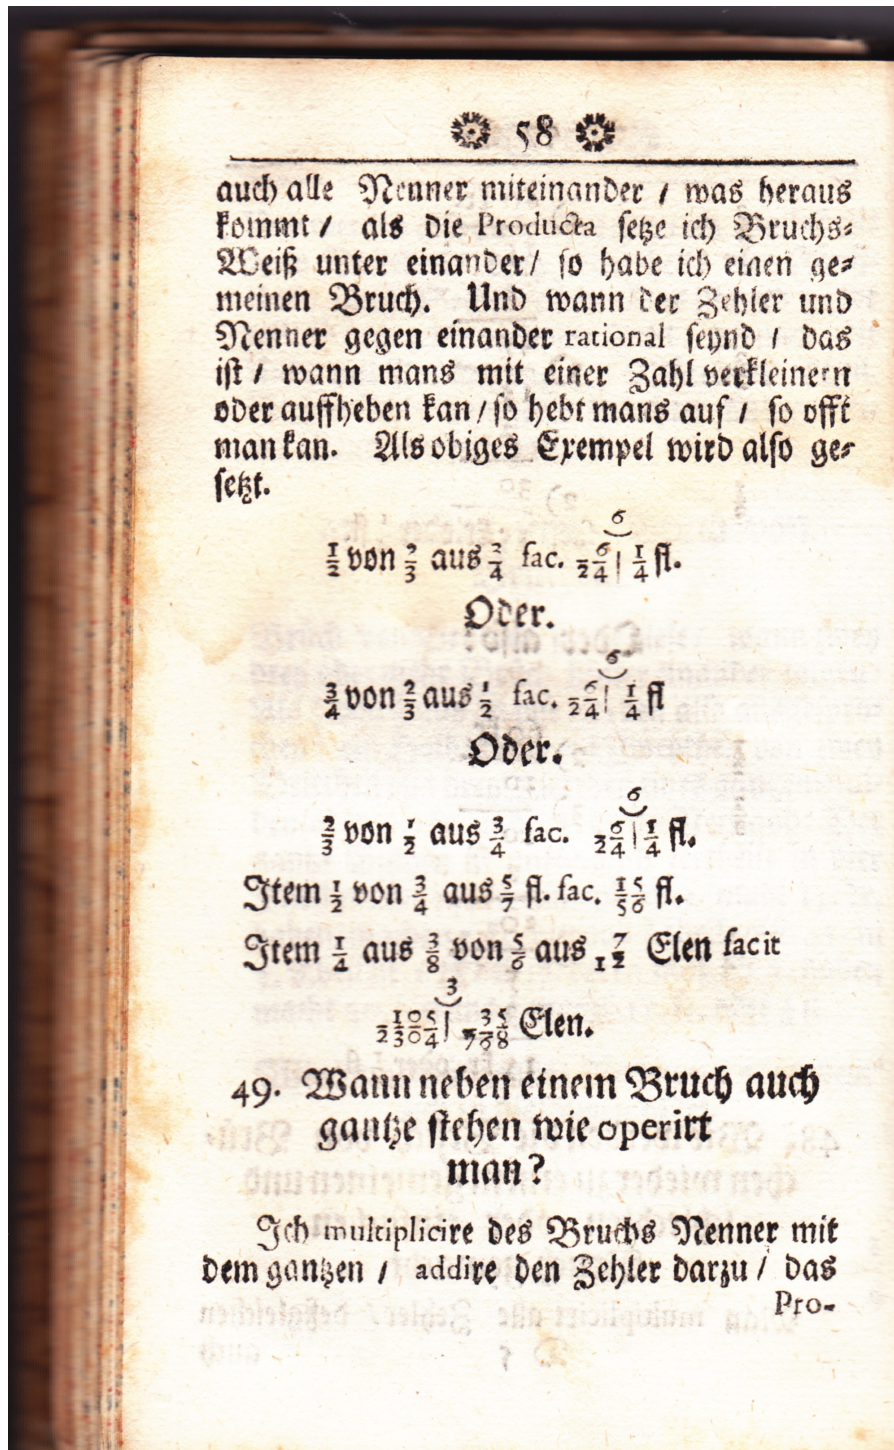 58
auch alle Nenner miteinander / was heraus
kommt / als die Producta setze ich Bruchs-
Weiß unter einander / so habe ich einen ge-
meinen Bruch. Und wann der Zehler und
Nenner gegen einander rational seynd / das
ist / wann mans mit einer Zahl verkleinern
oder auffheben kan / so hebt mans auf / so offt
man kan. Als obiges Exempel wird also ge-
setzt.
6
1/2 von 2/3 aus 3/4 fac. 6/24 | 1/4 fl.
Oder.
6
3/4 von 2/3 aus 1/2 fac. 6/24 | 1/4 fl
Oder.
6
2/3 von 1/2 aus 3/4 fac. 6/24 | 1/4 fl.
Item 1/2 von 3/4 aus 5/7 fl. fac. 15/56 fl.
Item 1/4 aus 3/8 von 5/6 aus 7/12 Elen facit
3
105/2304 | 35/768 Elen.
49. Wann neben einem Bruch auch
gantze stehen wie operirt
man?
Ich multiplicire des Bruchs Nenner mit
dem gantzen / addire den Zehler darzu / das
Pro-